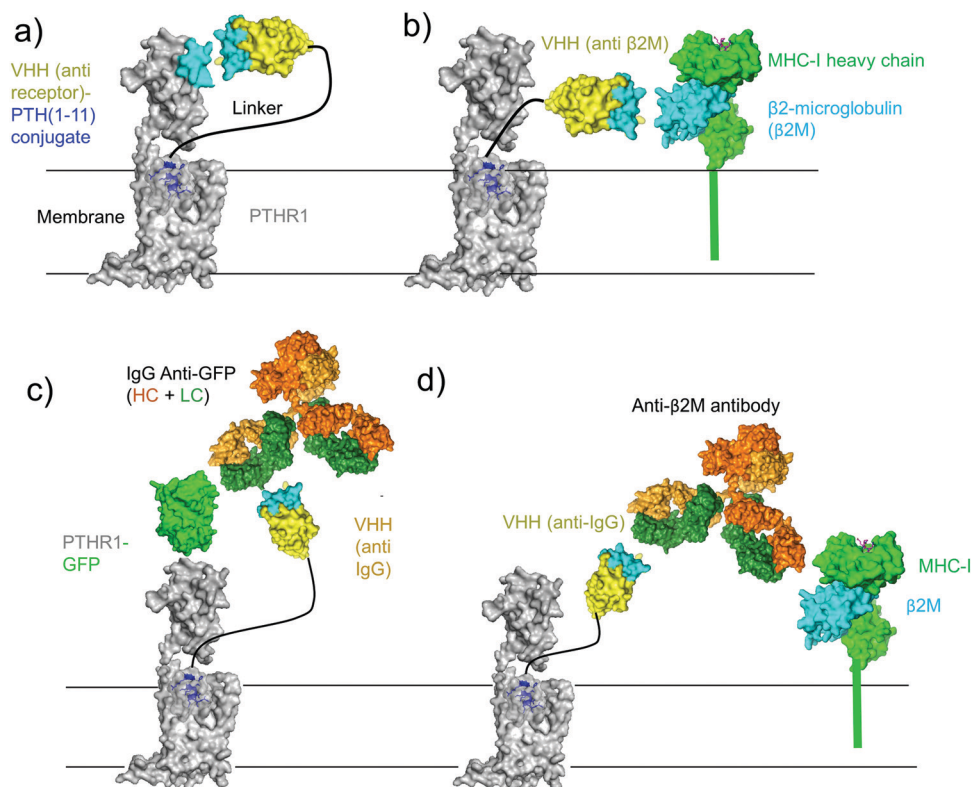 a)
VHH (anti
receptor)-
PTH(1-11)
conjugate
Linker
Membrane
PTHR1
b)
VHH (anti β2M)
MHC-I heavy chain
β2-microglobulin
(β2M)
c)
IgG Anti-GFP
(HC + LC)
PTHR1-
GFP
VHH
(anti
IgG)
d)
Anti-β2M antibody
VHH (anti-IgG)
MHC-I
β2M